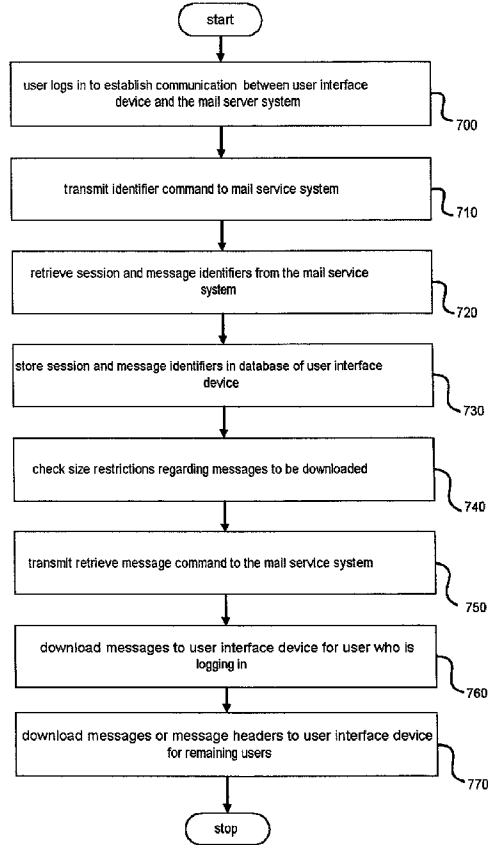 start
user logs in to establish communication between user interface
device and the mail server system
700
transmit identifier command to mail service system
710
retrieve session and message identifiers from the mail service
system
720
store session and message identifiers in database of user interface
device
730
check size restrictions regarding messages to be downloaded
740
transmit retrieve message command to the mail service system
750
download messages to user interface device for user who is
logging in
760
download messages or message headers to user interface device
for remaining users
770
stop